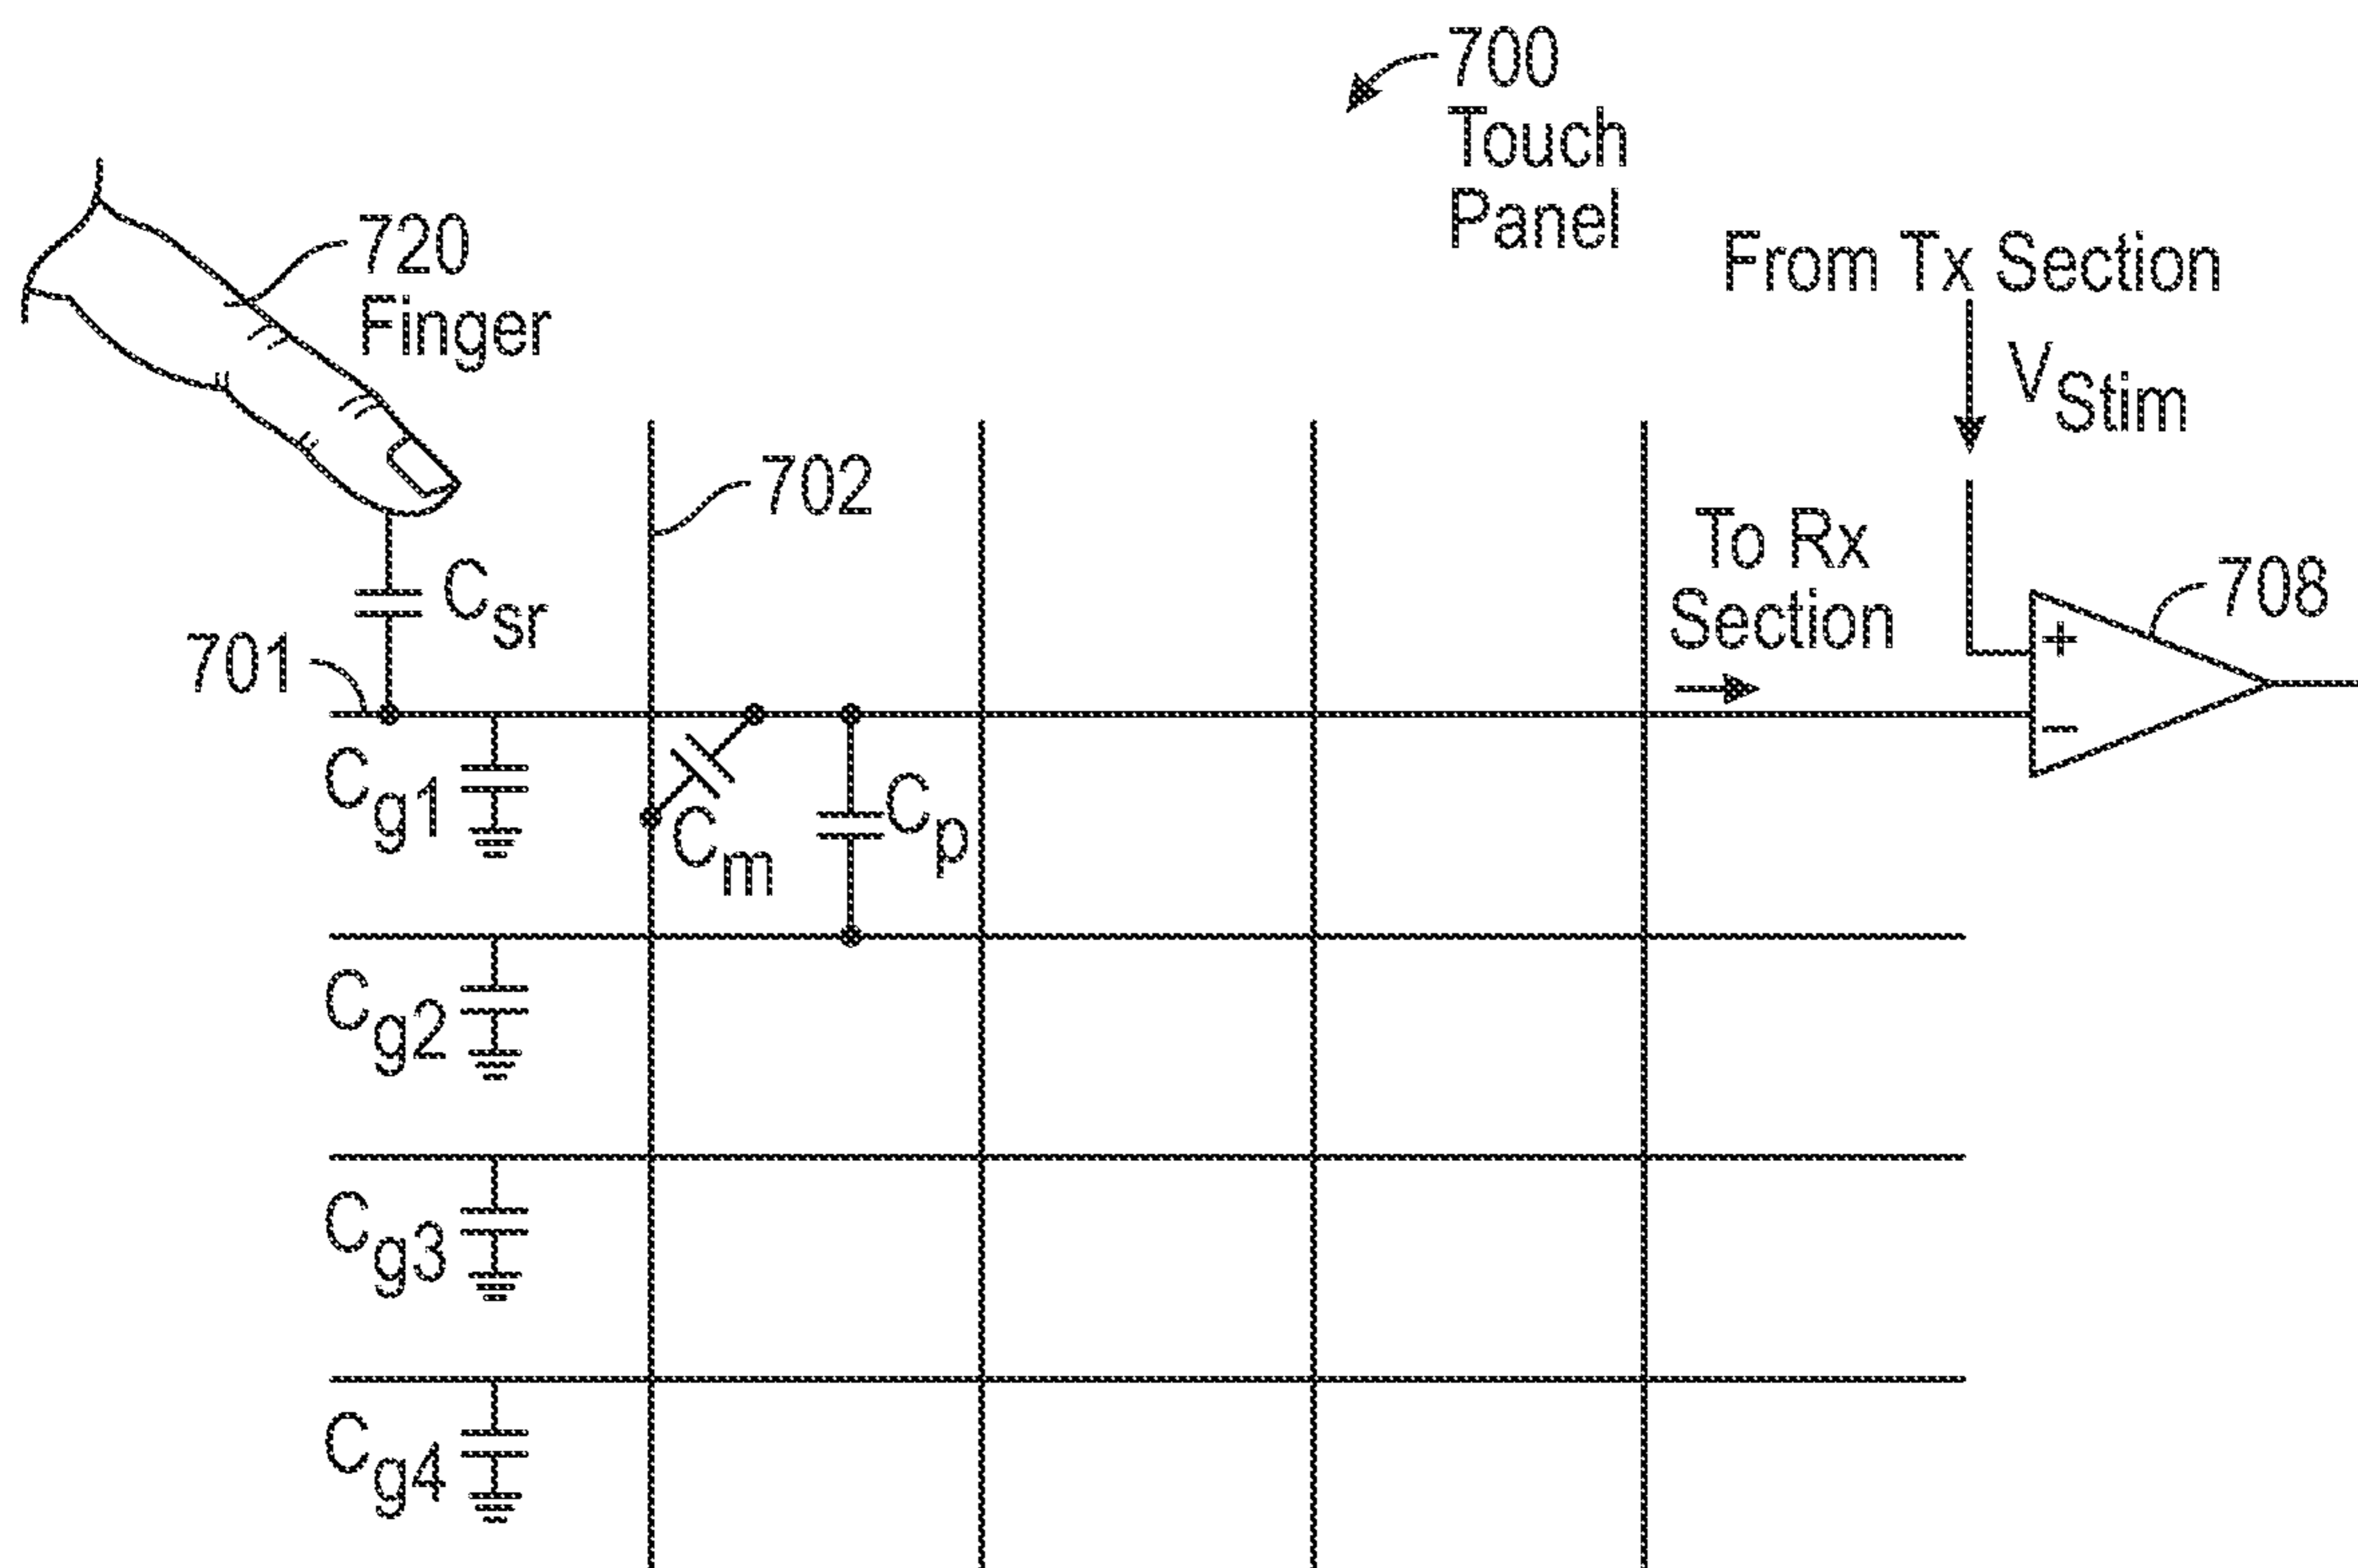 700
Touch
Panel
720
Finger
From Tx Section
VStim
702
To Rx
Section
708
+
−
Csr
701
Cg1
Cm
Cp
Cg2
Cg3
Cg4